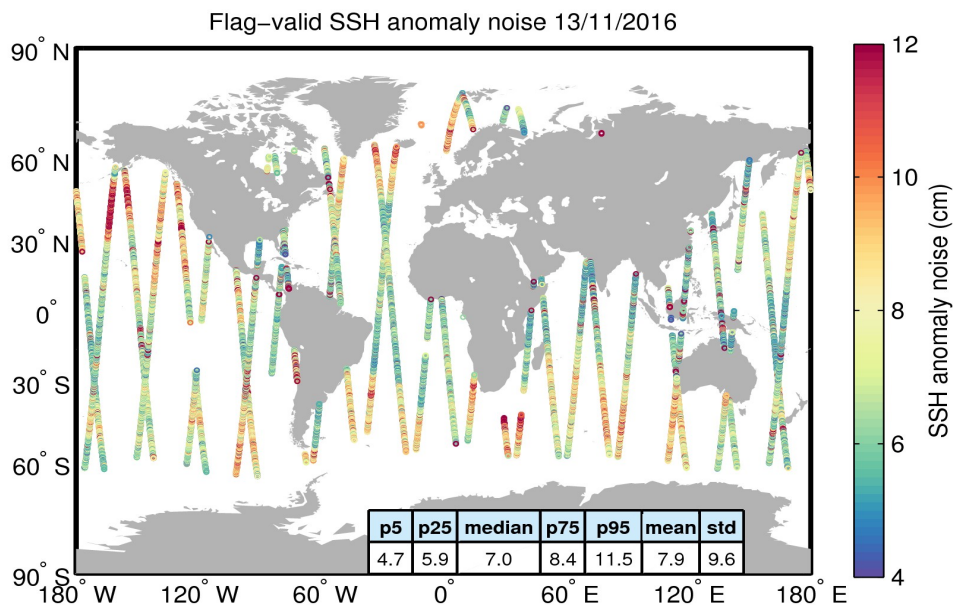 Flag−valid SSH anomaly noise 13/11/2016
90° N
60° N
30° N
0°
30° S
60° S
90° S
180° W
120° W
60° W
0°
60° E
120° E
180° E
p5 p25 median p75 p95 mean std
4.7 5.9 7.0 8.4 11.5 7.9 9.6
12
10
8
6
4
SSH anomaly noise (cm)